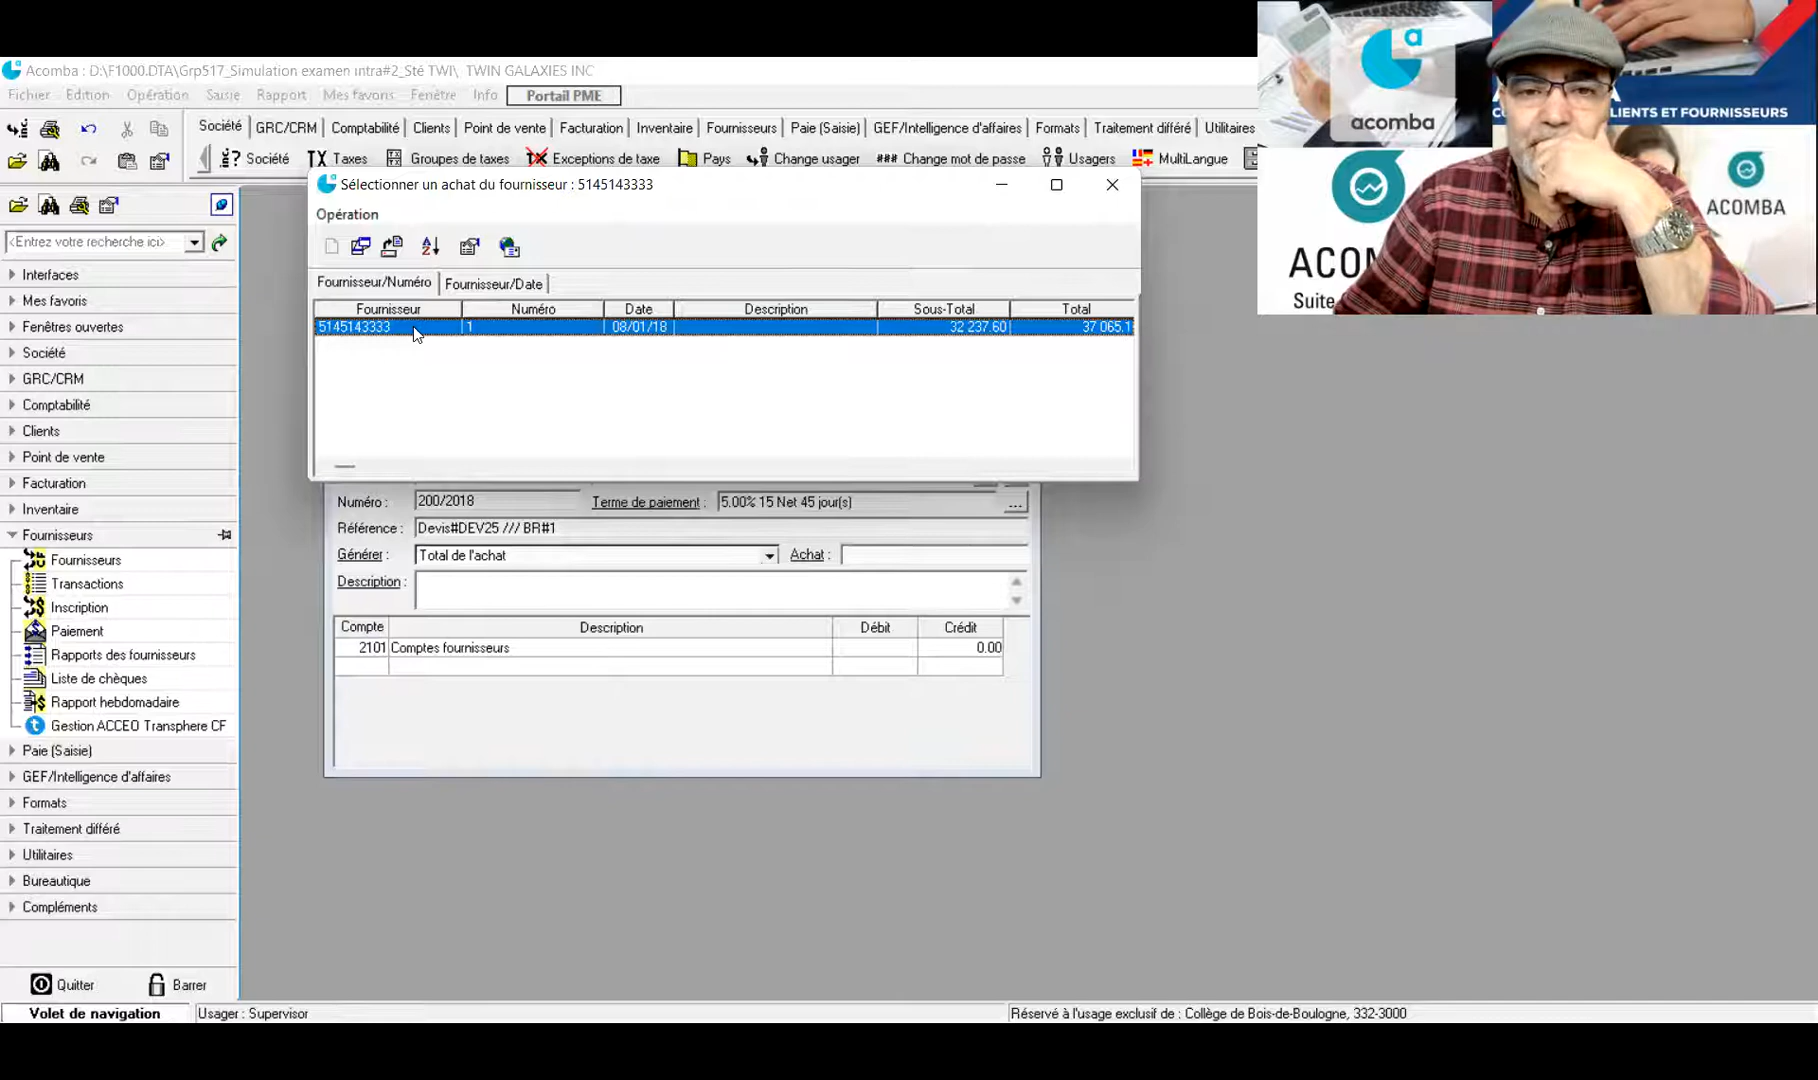 Acomba : D:\F1000.DTA\Grp517_Simulation examen intra#2_Sté TWI\_ TWIN GALAXIES INC
Fichier Edition Opération Saisie Rapport Mes favoris Fenêtre Info Portail PME
Société GRC/CRM Comptabilité Clients Point de vente Facturation Inventaire Fournisseurs Paie (Saisie) GEF/Intelligence d'affaires Formats Traitement différé Utilitaires
Société TX Taxes Groupes de taxes TX Exceptions de taxe Pays Change usager ### Change mot de passe Usagers MultiLangue
<Entrez votre recherche ici>
Interfaces
Mes favoris
Fenêtres ouvertes
Société
GRC/CRM
Comptabilité
Clients
Point de vente
Facturation
Inventaire
Fournisseurs
Fournisseurs
Transactions
Inscription
Paiement
Rapports des fournisseurs
Liste de chèques
Rapport hebdomadaire
Gestion ACCEO Transphere CF
Paie (Saisie)
GEF/Intelligence d'affaires
Formats
Traitement différé
Utilitaires
Bureautique
Compléments
Quitter Barrer
Volet de navigation Usager : Supervisor Réservé à l'usage exclusif de : Collège de Bois-de-Boulogne, 332-3000
Sélectionner un achat du fournisseur : 5145143333
Opération
Fournisseur/Numéro Fournisseur/Date
Fournisseur Numéro Date Description Sous-Total Total
5145143333 1 08/01/18 32 237.60 37 065.1
Numéro : 200/2018 Terme de paiement : 5.00% 15 Net 45 jour(s) ...
Référence : Devis#DEV25 /// BR#1
Générer : Total de l'achat Achat :
Description :
Compte Description Débit Crédit
2101 Comptes fournisseurs 0.00
acomba
LIENTS ET FOURNISSEURS
ACOMBA
Suite